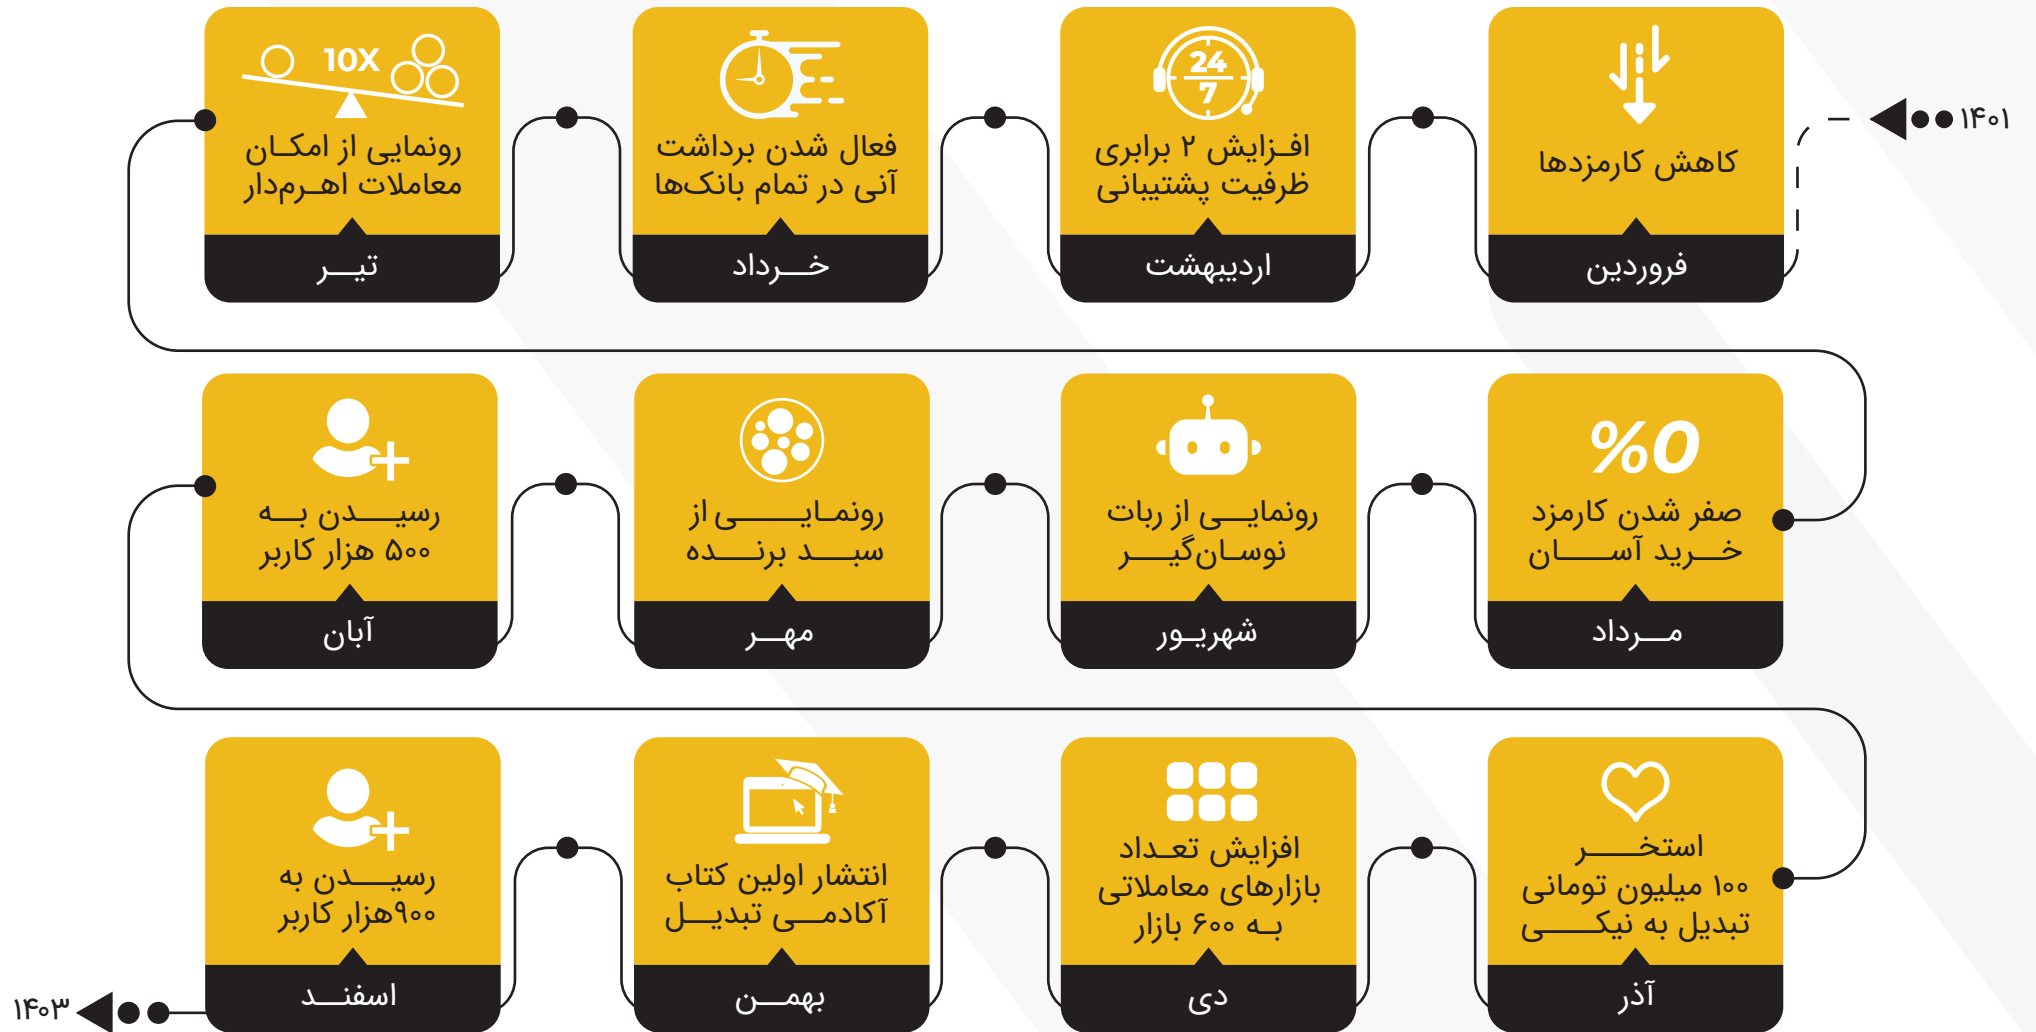 ۱۴۰۱
کاهش کارمزدها
فروردین
24
7
افزایش ۲ برابری
ظرفیت پشتیبانی
اردیبهشت
فعال شدن برداشت
آنی در تمام بانک‌ها
خرداد
10X
رونمایی از امکان
معاملات اهرم‌دار
تیر
%0
صفر شدن کارمزد
خرید آسان
مرداد
رونمایی از ربات
نوسان‌گیر
شهریور
رونمایی از
سبد برنده
مهر
رسیدن به
۵۰۰ هزار کاربر
آبان
استخر
۱۰۰ میلیون تومانی
تبدیل به نیکی
آذر
افزایش تعداد
بازارهای معاملاتی
به ۶۰۰ بازار
دی
انتشار اولین کتاب
آکادمی تبدیل
بهمن
رسیدن به
۹۰۰هزار کاربر
اسفند
۱۴۰۳